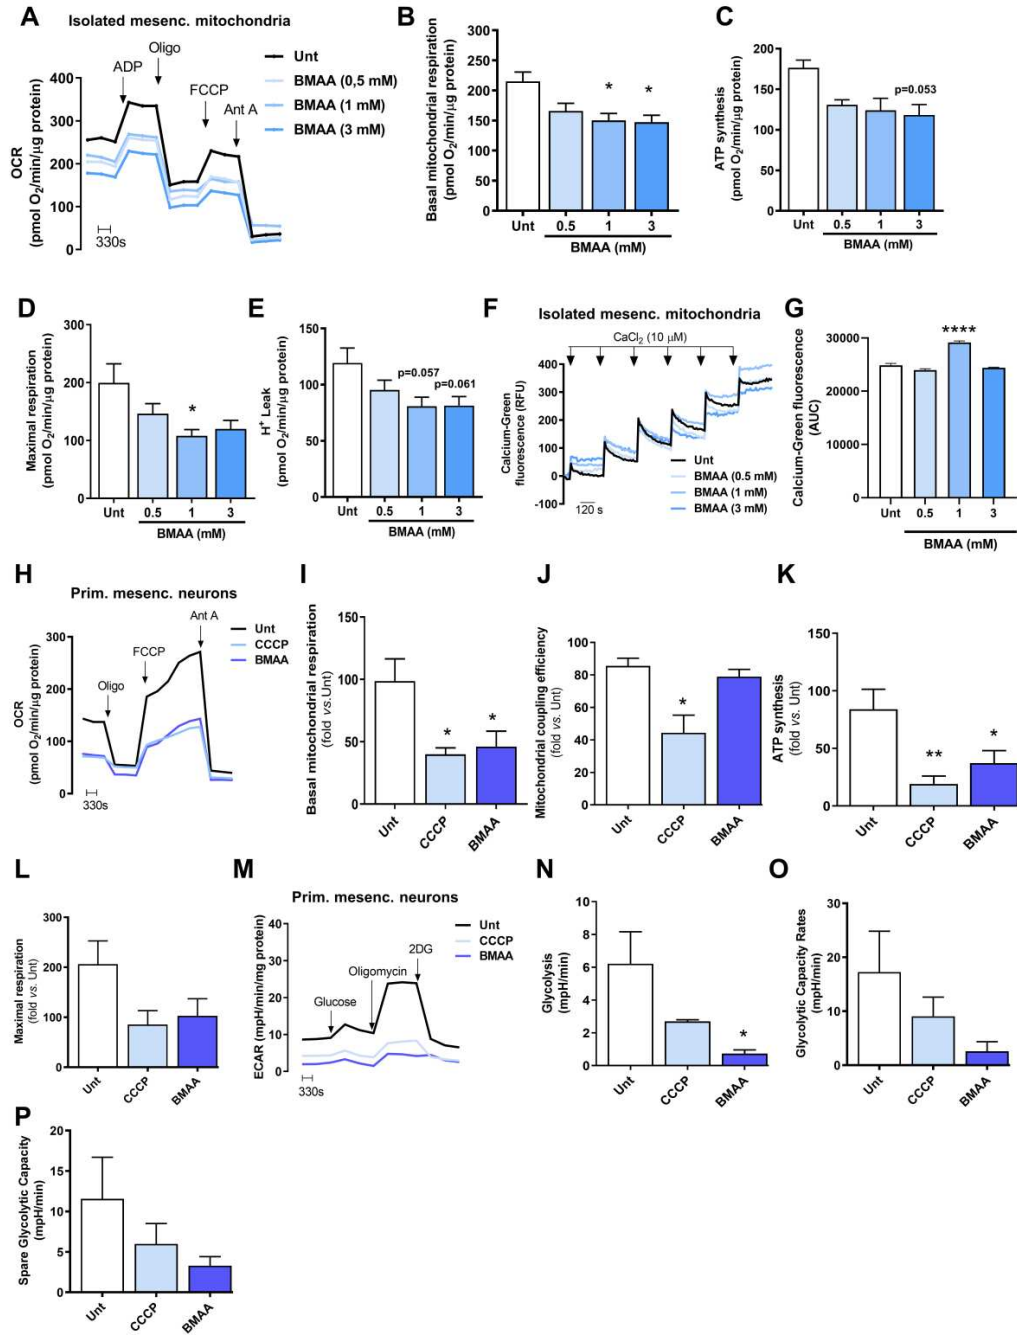 A
Isolated mesenc. mitochondria
OCR
(pmol O₂/min/µg protein)
400
300
200
100
0
ADP
Oligo
FCCP
Ant A
330s
Unt
BMAA (0,5 mM)
BMAA (1 mM)
BMAA (3 mM)
B
Basal mitochondrial respiration
(pmol O₂/min/µg protein)
300
250
200
150
100
50
0
*
*
Unt
0.5
1
3
BMAA (mM)
C
ATP synthesis
(pmol O₂/min/µg protein)
200
150
100
50
0
p=0.053
Unt
0.5
1
3
BMAA (mM)
D
Maximal respiration
(pmol O₂/min/µg protein)
300
200
100
0
*
Unt
0.5
1
3
BMAA (mM)
E
H⁺ Leak
(pmol O₂/min/µg protein)
150
100
50
0
p=0.057
p=0.061
Unt
0.5
1
3
BMAA (mM)
F
Isolated mesenc. mitochondria
CaCl₂ (10 µM)
Calcium-Green
fluorescence (RFU)
400
300
200
100
0
-100
120 s
Unt
BMAA (0.5 mM)
BMAA (1 mM)
BMAA (3 mM)
G
Calcium-Green fluorescence
(AUC)
30000
20000
10000
0
****
Unt
0.5
1
3
BMAA (mM)
H
Prim. mesenc. neurons
OCR
(pmol O₂/min/µg protein)
300
200
100
0
Oligo
FCCP
Ant A
330s
Unt
CCCP
BMAA
I
Basal mitochondrial respiration
(fold vs.Unt)
150
100
50
0
*
*
Unt
CCCP
BMAA
J
Mitochondrial coupling efficiency
(fold vs. Unt)
100
80
60
40
20
0
*
Unt
CCCP
BMAA
K
ATP synthesis
(fold vs. Unt)
150
100
50
0
**
*
Unt
CCCP
BMAA
L
Maximal respiration
(fold vs. Unt)
300
200
100
0
Unt
CCCP
BMAA
M
Prim. mesenc. neurons
ECAR (mpH/min/mg protein)
40
30
20
10
0
Glucose
Oligomycin
2DG
330s
Unt
CCCP
BMAA
N
Glycolysis
(mpH/min)
10
8
6
4
2
0
*
Unt
CCCP
BMAA
O
Glycolytic Capacity Rates
(mpH/min)
30
20
10
0
Unt
CCCP
BMAA
P
Spare Glycolytic Capacity
(mpH/min)
20
15
10
5
0
Unt
CCCP
BMAA